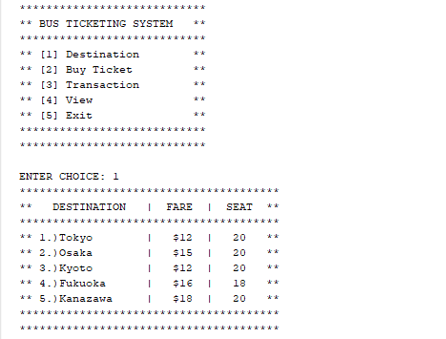 ****************************
** BUS TICKETING SYSTEM   **
****************************
** [1] Destination        **
** [2] Buy Ticket         **
** [3] Transaction        **
** [4] View               **
** [5] Exit               **
****************************
****************************
ENTER CHOICE: 1
***************************************
**   DESTINATION   |  FARE  |  SEAT  **
***************************************
** 1.)Tokyo        |   $12  |   20   **
** 2.)Osaka        |   $15  |   20   **
** 3.)Kyoto        |   $12  |   20   **
** 4.)Fukuoka      |   $16  |   18   **
** 5.)Kanazawa     |   $18  |   20   **
***************************************
***************************************